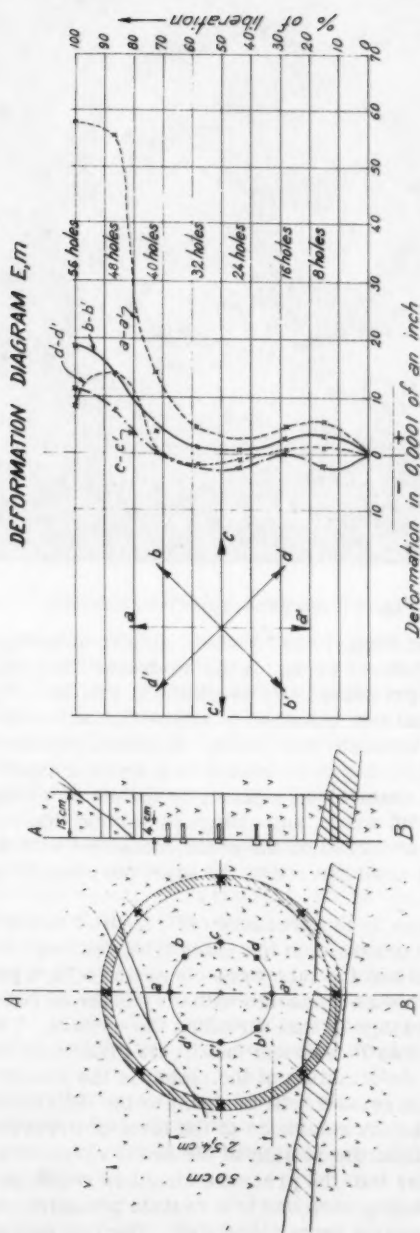 DEFORMATION DIAGRAM E,m
% of liberation
100
90
80
70
60
50
40
30
20
10
0
56 holes
48 holes
40 holes
32 holes
24 holes
16 holes
8 holes
d-d'
b-b'
a-a'
c-c'
10
0
10
20
30
40
50
60
70
- +
Deformation in 0,0001 of an inch
a
b
c
d
a'
b'
c'
d'
A
B
a
b
c
d
a'
b'
c'
d'
2,54 cm
50 cm
A
B
15 cm
4 cm